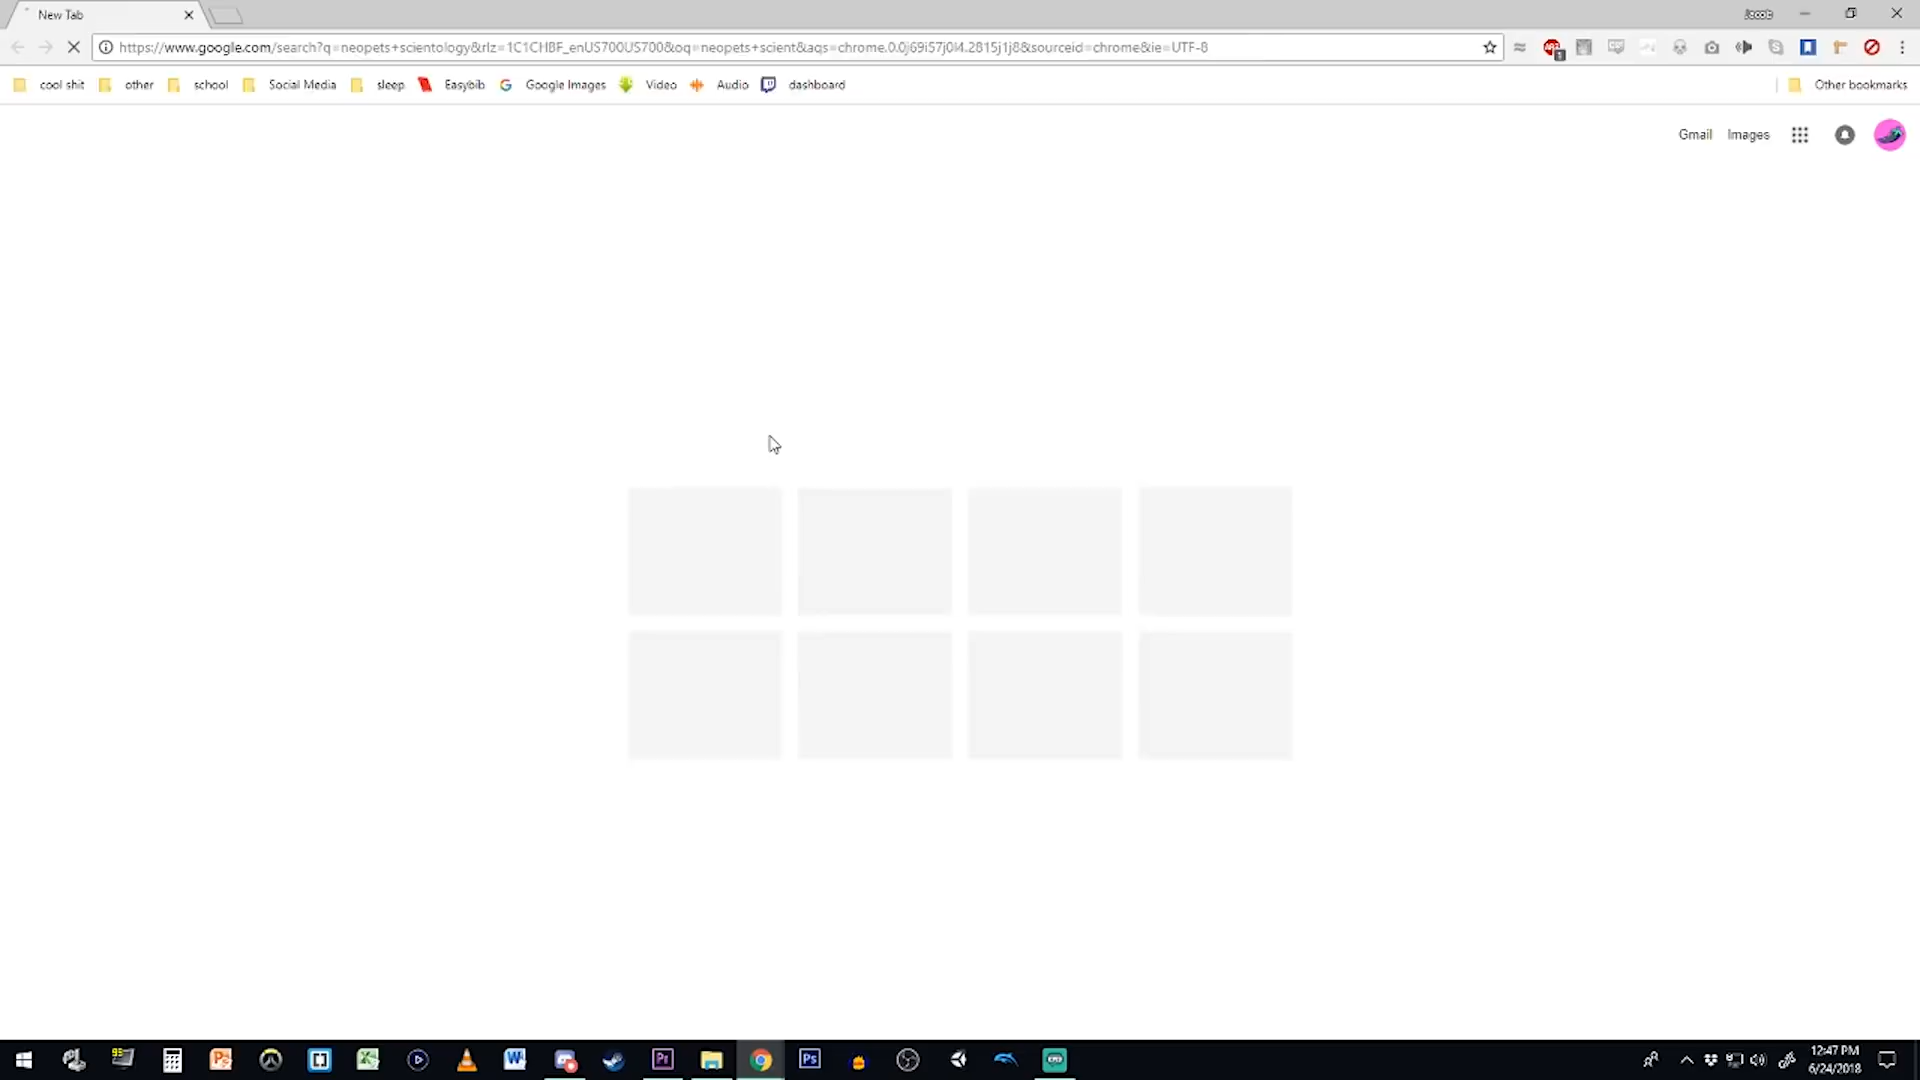 New Tab
Jacob
https://www.google.com/search?q=neopets+scientology&rlz=1C1CHBF_enUS700US700&oq=neopets+scient&aqs=chrome.0.0j69i57j0l4.2815j1j8&sourceid=chrome&ie=UTF-8
cool shit other school Social Media sleep Easybib Google Images Video Audio dashboard Other bookmarks
Gmail Images
12:47 PM
6/24/2018